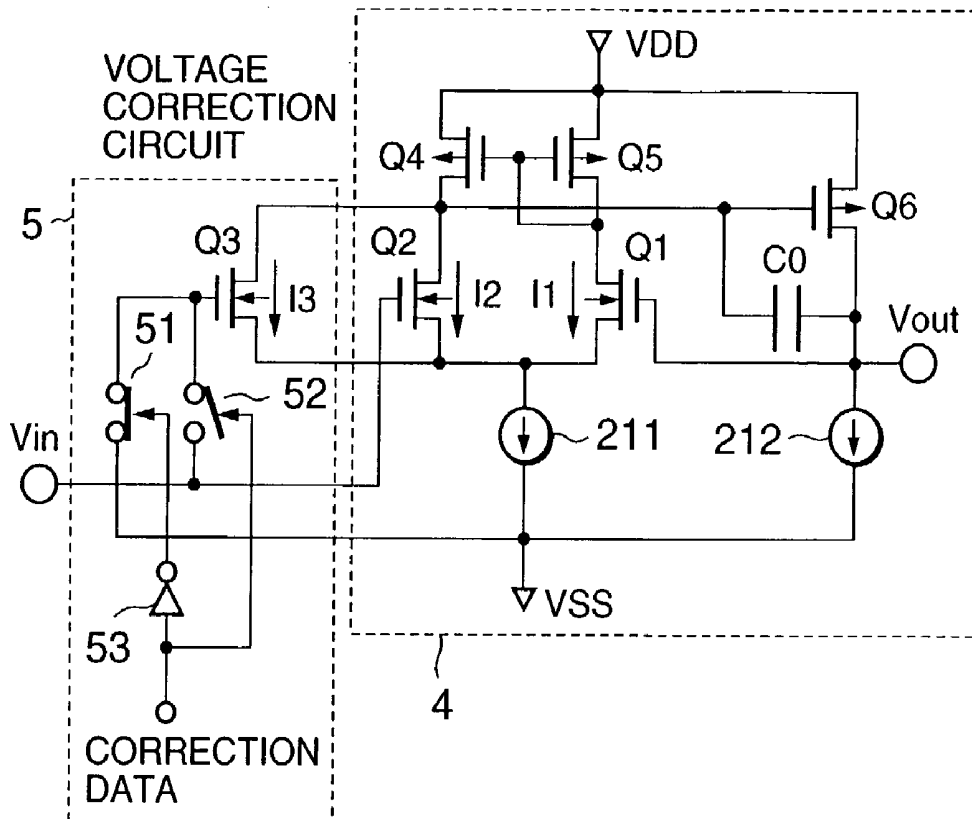 VDD
VOLTAGE
CORRECTION
CIRCUIT
Q4
Q5
5
Q6
Q3
Q2
Q1
C0
I3
I2
I1
Vout
51
52
Vin
211
212
VSS
53
4
CORRECTION
DATA